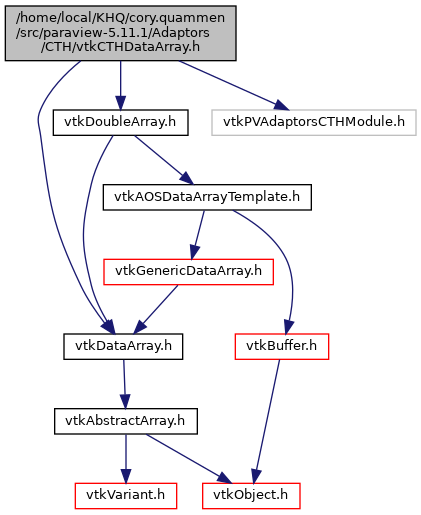 /home/local/KHQ/cory.quammen
/src/paraview-5.11.1/Adaptors
/CTH/vtkCTHDataArray.h
vtkDoubleArray.h
vtkPVAdaptorsCTHModule.h
vtkAOSDataArrayTemplate.h
vtkGenericDataArray.h
vtkDataArray.h
vtkBuffer.h
vtkAbstractArray.h
vtkVariant.h
vtkObject.h